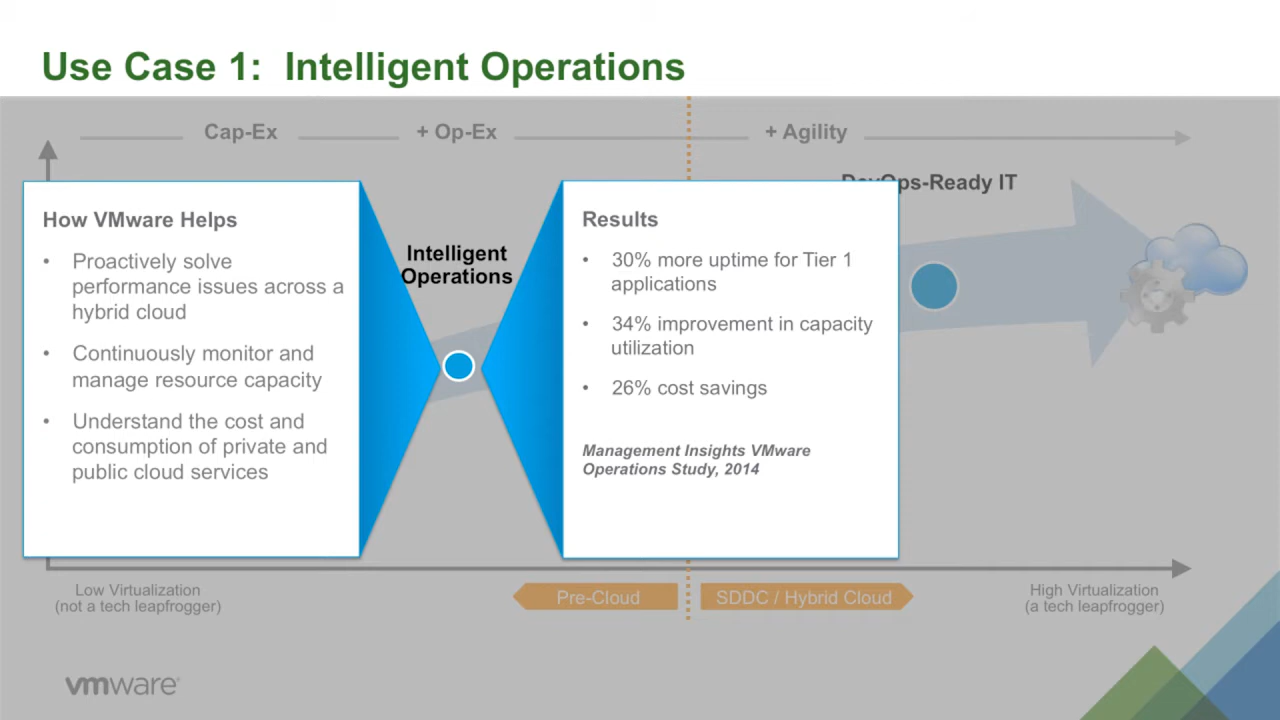 Use Case 1: Intelligent Operations
Cap-Ex
+ Op-Ex
+ Agility
DevOps-Ready IT
How VMware Helps
• Proactively solve
performance issues across a
hybrid cloud
• Continuously monitor and
manage resource capacity
• Understand the cost and
consumption of private and
public cloud services
Intelligent
Operations
Results
• 30% more uptime for Tier 1
applications
• 34% improvement in capacity
utilization
• 26% cost savings
Management Insights VMware
Operations Study, 2014
Low Virtualization
(not a tech leapfrogger)
Pre-Cloud
SDDC / Hybrid Cloud
High Virtualization
(a tech leapfrogger)
vmware